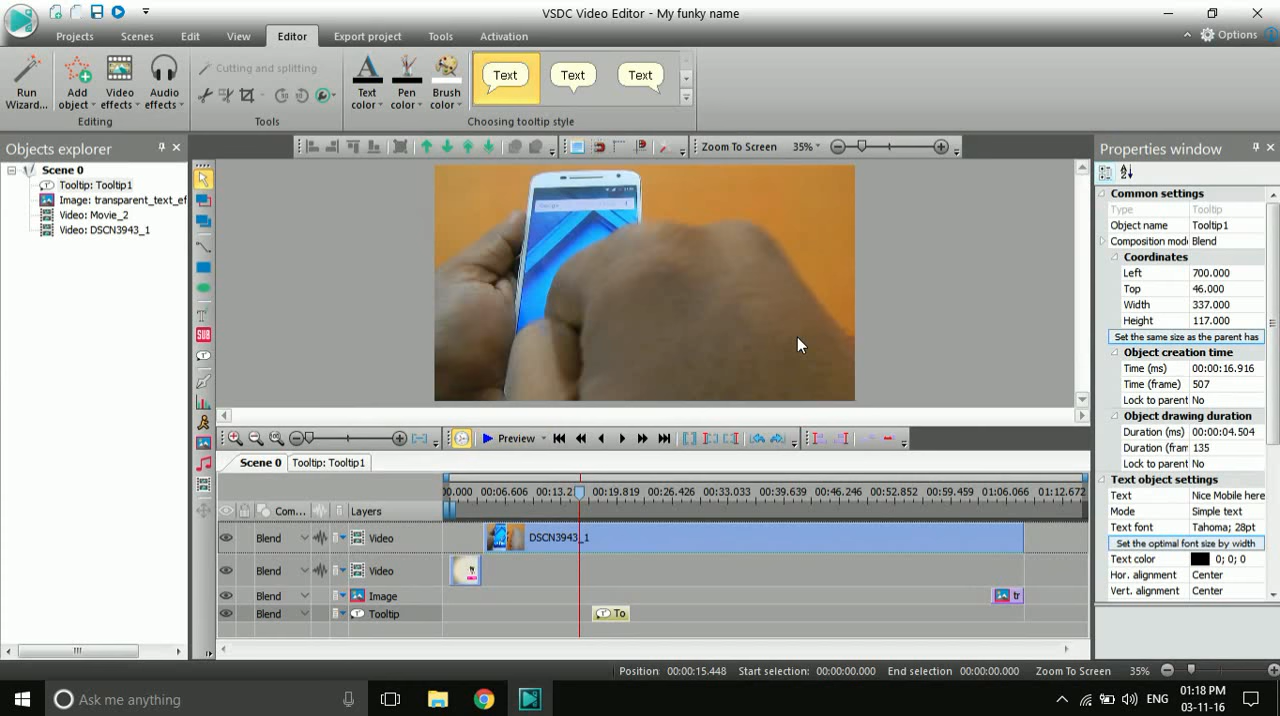 VSDC Video Editor - My funky name
Projects Scenes Edit View Editor Export project Tools Activation Options
Run Wizard...
Add object
Video effects
Audio effects
Editing
Cutting and splitting
Tools
Text color
Pen color
Brush color
Text Text Text
Choosing tooltip style
Objects explorer
Scene 0
Tooltip: Tooltip1
Image: transparent_text_ef
Video: Movie_2
Video: DSCN3943_1
Zoom To Screen 35%
Properties window
Common settings
Type Tooltip
Object name Tooltip1
Composition mod Blend
Coordinates
Left 700.000
Top 46.000
Width 337.000
Height 117.000
Set the same size as the parent has
Object creation time
Time (ms) 00:00:16.916
Time (frame) 507
Lock to parent No
Object drawing duration
Duration (ms) 00:00:04.504
Duration (fram 135
Lock to parent No
Text object settings
Text Nice Mobile here
Mode Simple text
Text font Tahoma; 28pt
Set the optimal font size by width
Text color 0; 0; 0
Hor. alignment Center
Vert. alignment Center
SUB
Preview
Scene 0 Tooltip: Tooltip1
00.000 00:06.606 00:13.2 00:19.819 00:26.426 00:33.033 00:39.639 00:46.246 00:52.852 00:59.459 01:06.066 01:12.672
Com... Layers
Blend Video DSCN3943_1
Blend Video
Blend Image tr
Blend Tooltip To
Position: 00:00:15.448 Start selection: 00:00:00.000 End selection 00:00:00.000 Zoom To Screen 35%
Ask me anything
ENG
01:18 PM
03-11-16